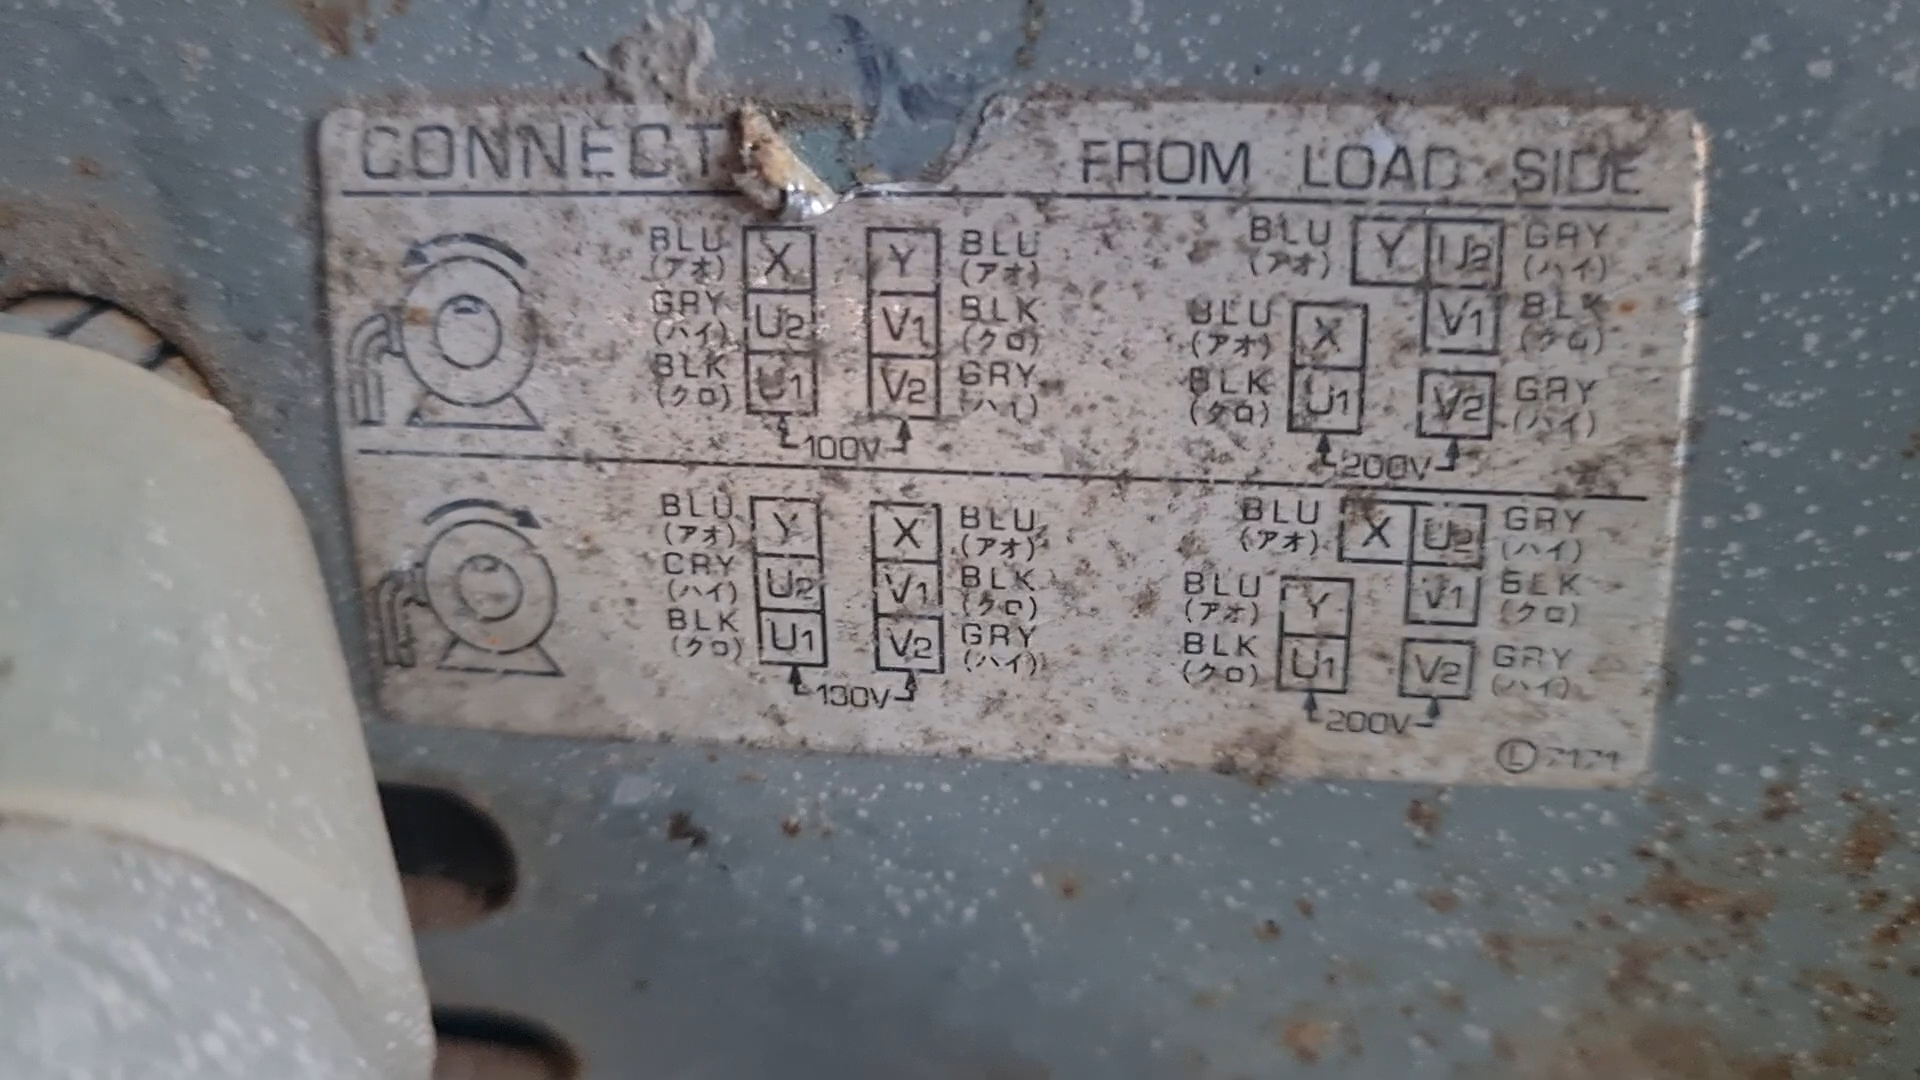 CONNECT FROM LOAD SIDE
BLU X Y BLU BLU Y U2 GRY
(アオ) (アオ) (アオ) (ハイ)
GRY U2 V1 BLK BLU X V1 BLK
(ハイ) (クロ) (アオ) (クロ)
BLK U1 V2 GRY BLK U1 V2 GRY
(クロ) (ハイ) (クロ) (ハイ)
100V 200V
BLU Y X BLU BLU X U2 GRY
(アオ) (アオ) (アオ) (ハイ)
GRY U2 V1 BLK BLU Y V1 BLK
(ハイ) (クロ) (アオ) (クロ)
BLK U1 V2 GRY BLK U1 V2 GRY
(クロ) (ハイ) (クロ) (ハイ)
100V 200V
Ⓛ